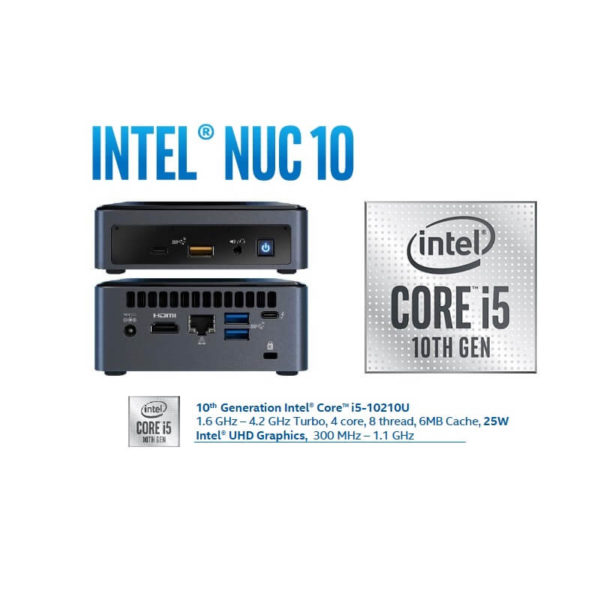 INTEL® NUC 10
HDMI
intel
CORE™ i5
10TH GEN
intel
CORE i5
10TH GEN
10th Generation Intel® Core™ i5-10210U
1.6 GHz – 4.2 GHz Turbo, 4 core, 8 thread, 6MB Cache, 25W
Intel® UHD Graphics, 300 MHz – 1.1 GHz